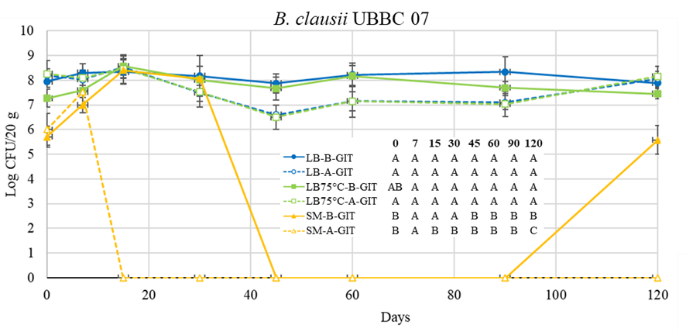 B. clausii UBBC 07
10
9
8
7
6
5
4
3
2
1
0
Log CFU/20 g
0 7 15 30 45 60 90 120
LB-B-GIT A A A A A A A A
LB-A-GIT A A A A A A A A
LB75°C-B-GIT AB A A A A A A A
LB75°C-A-GIT A A A A A A A A
SM-B-GIT B A A A B B B B
SM-A-GIT B A B B B B B C
0 20 40 60 80 100 120
Days